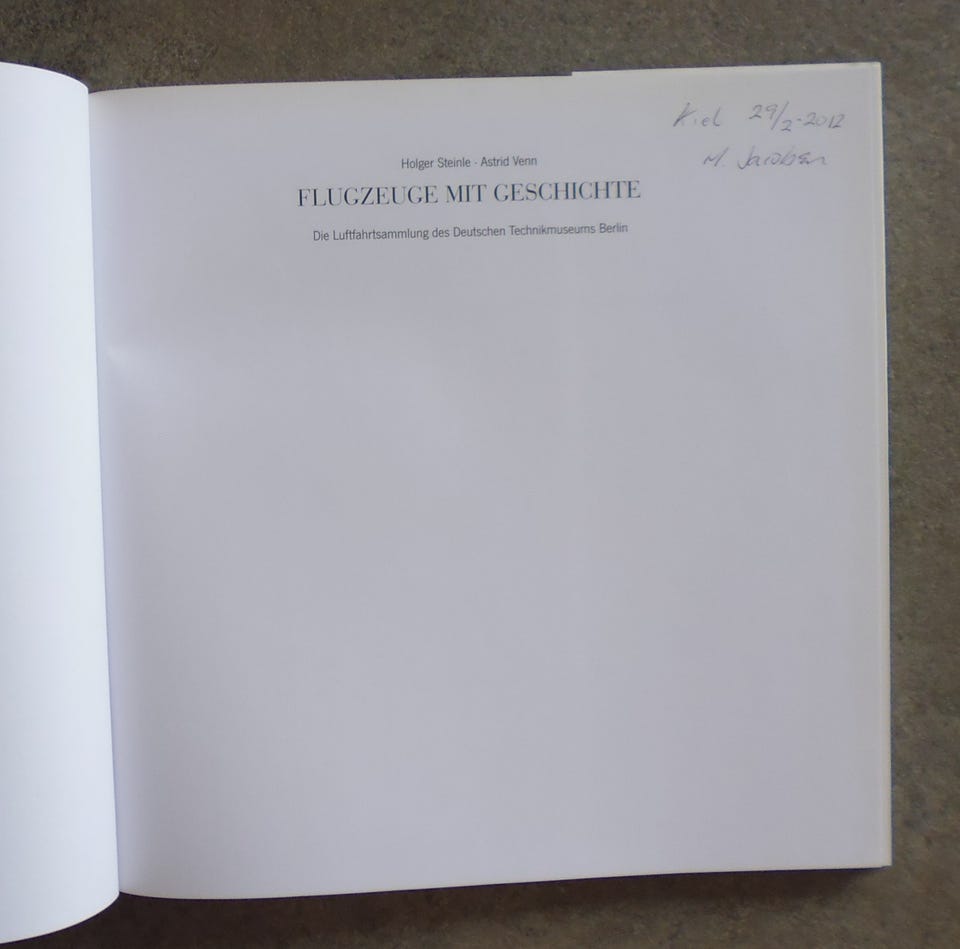 Kiel 29/2-2012
M. Jacobsen
Holger Steinle · Astrid Venn
FLUGZEUGE MIT GESCHICHTE
Die Luftfahrtsammlung des Deutschen Technikmuseums Berlin